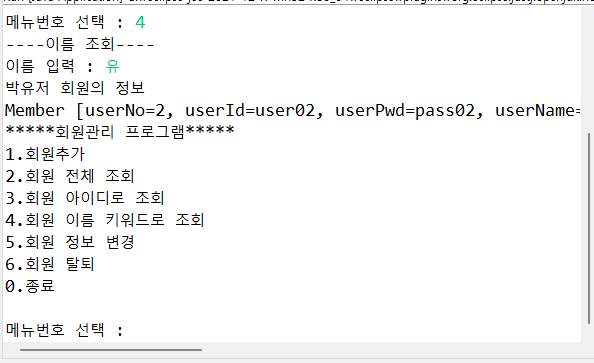 메뉴번호 선택 : 4
----이름 조회----
이름 입력 : 유
박유저 회원의 정보
Member [userNo=2, userId=user02, userPwd=pass02, userName=
*****회원관리 프로그램*****
1.회원추가
2.회원 전체 조회
3.회원 아이디로 조회
4.회원 이름 키워드로 조회
5.회원 정보 변경
6.회원 탈퇴
0.종료
메뉴번호 선택 :